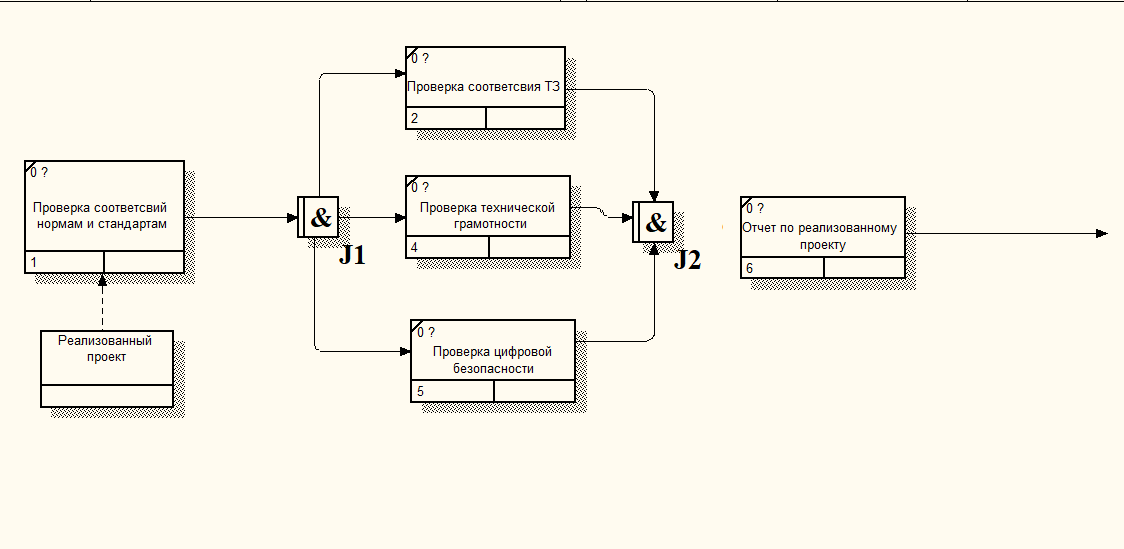 0 ?
Проверка соответсвия ТЗ
2
0 ?
Проверка соответсвий
нормам и стандартам
1
&
J1
0 ?
Проверка технической
грамотности
4
&
J2
0 ?
Отчет по реализованному
проекту
6
Реализованный
проект
0 ?
Проверка цифровой
безопасности
5